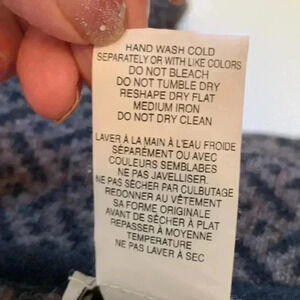 HAND WASH COLD
SEPARATELY OR WITH LIKE COLORS
DO NOT BLEACH
DO NOT TUMBLE DRY
RESHAPE DRY FLAT
MEDIUM IRON
DO NOT DRY CLEAN
LAVER À LA MAIN À L'EAU FROIDE
SÉPARÉMENT OU AVEC
COULEURS SEMBLABES
NE PAS JAVELLISER.
NE PAS SÉCHER PAR CULBUTAGE
REDONNER AU VÊTEMENT
SA FORME ORIGINALE
AVANT DE SÉCHER À PLAT
REPASSER À MOYENNE
TEMPERATURE
NE PAS LAVER À SEC